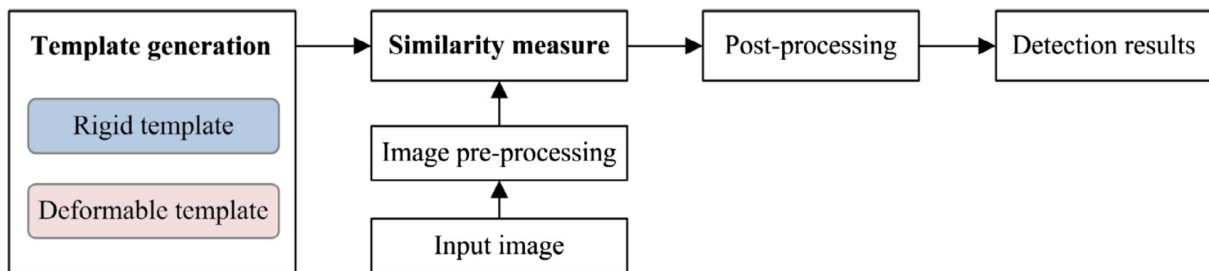 Template generation
Rigid template
Deformable template
Similarity measure
Image pre-processing
Input image
Post-processing
Detection results